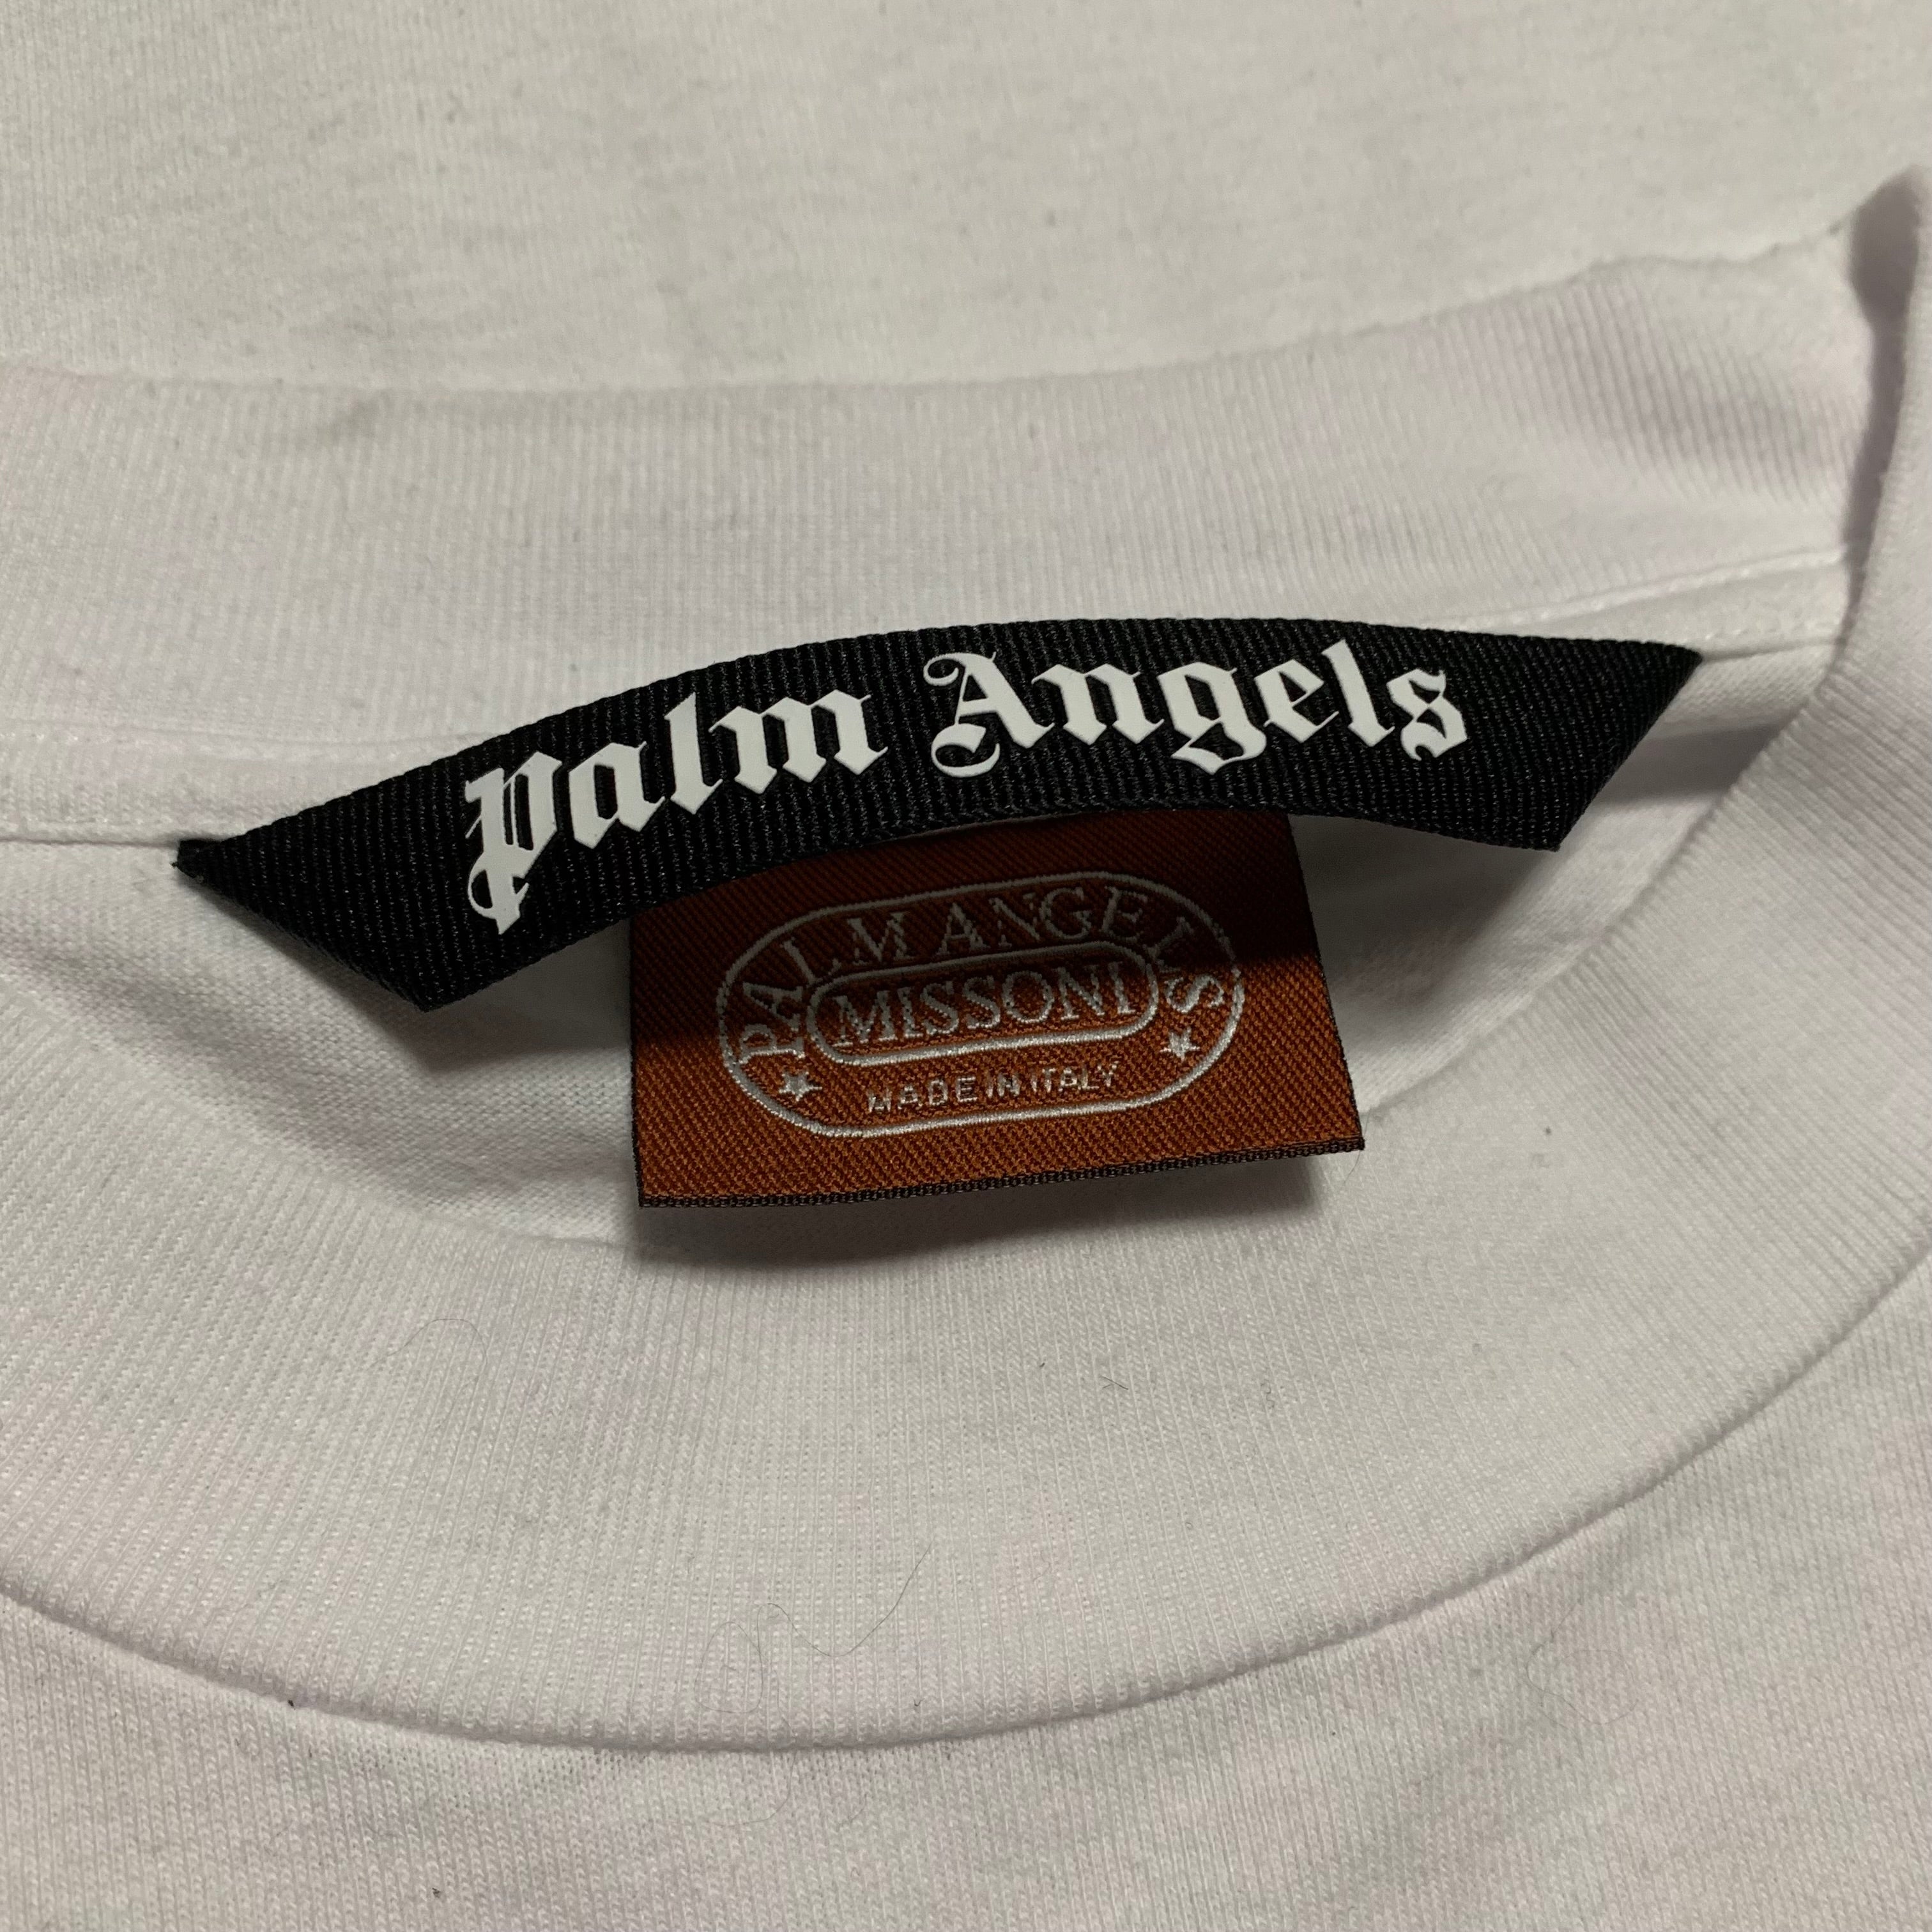 Palm Angels
PALM ANGELS
MISSONI
MADE IN ITALY